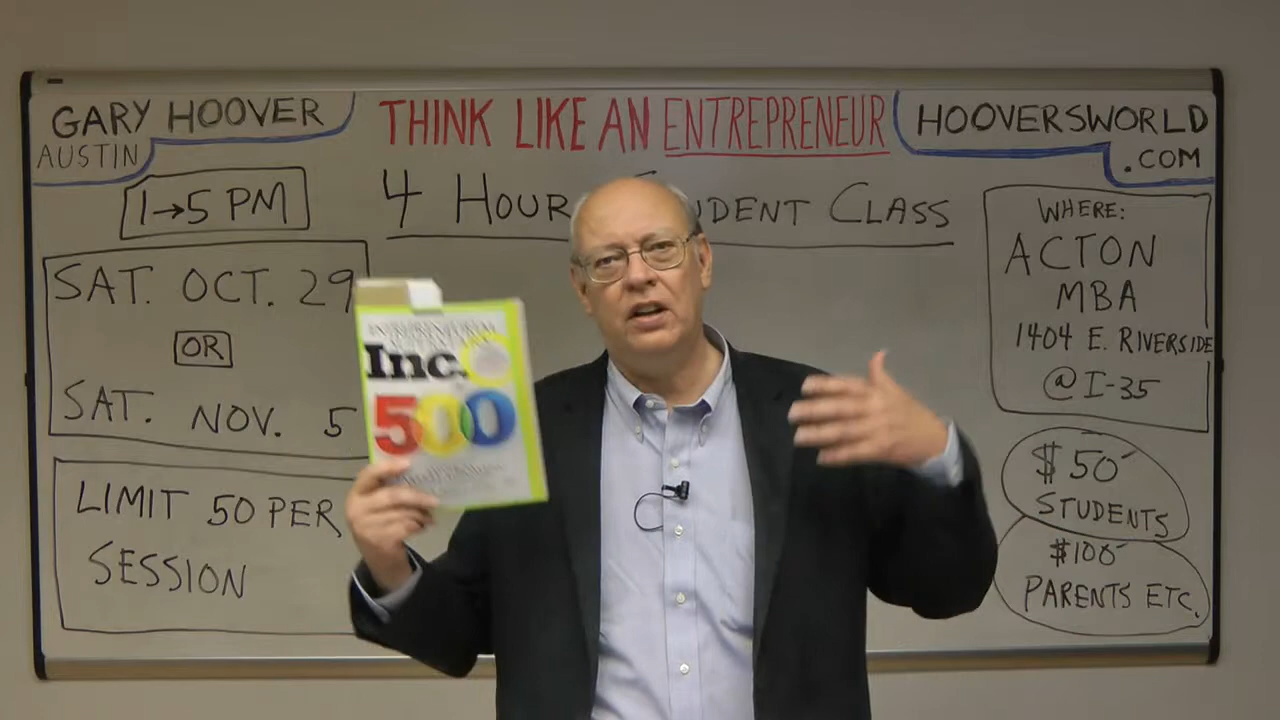 GARY HOOVER
AUSTIN
THINK LIKE AN ENTREPRENEUR
HOOVERSWORLD
.COM
1→5 PM
4 HOUR STUDENT CLASS
SAT. OCT. 29
OR
SAT. NOV. 5
LIMIT 50 PER
SESSION
WHERE:
ACTON
MBA
1404 E. RIVERSIDE
@ I-35
$50
STUDENTS
$100
PARENTS ETC.
Inc.
500